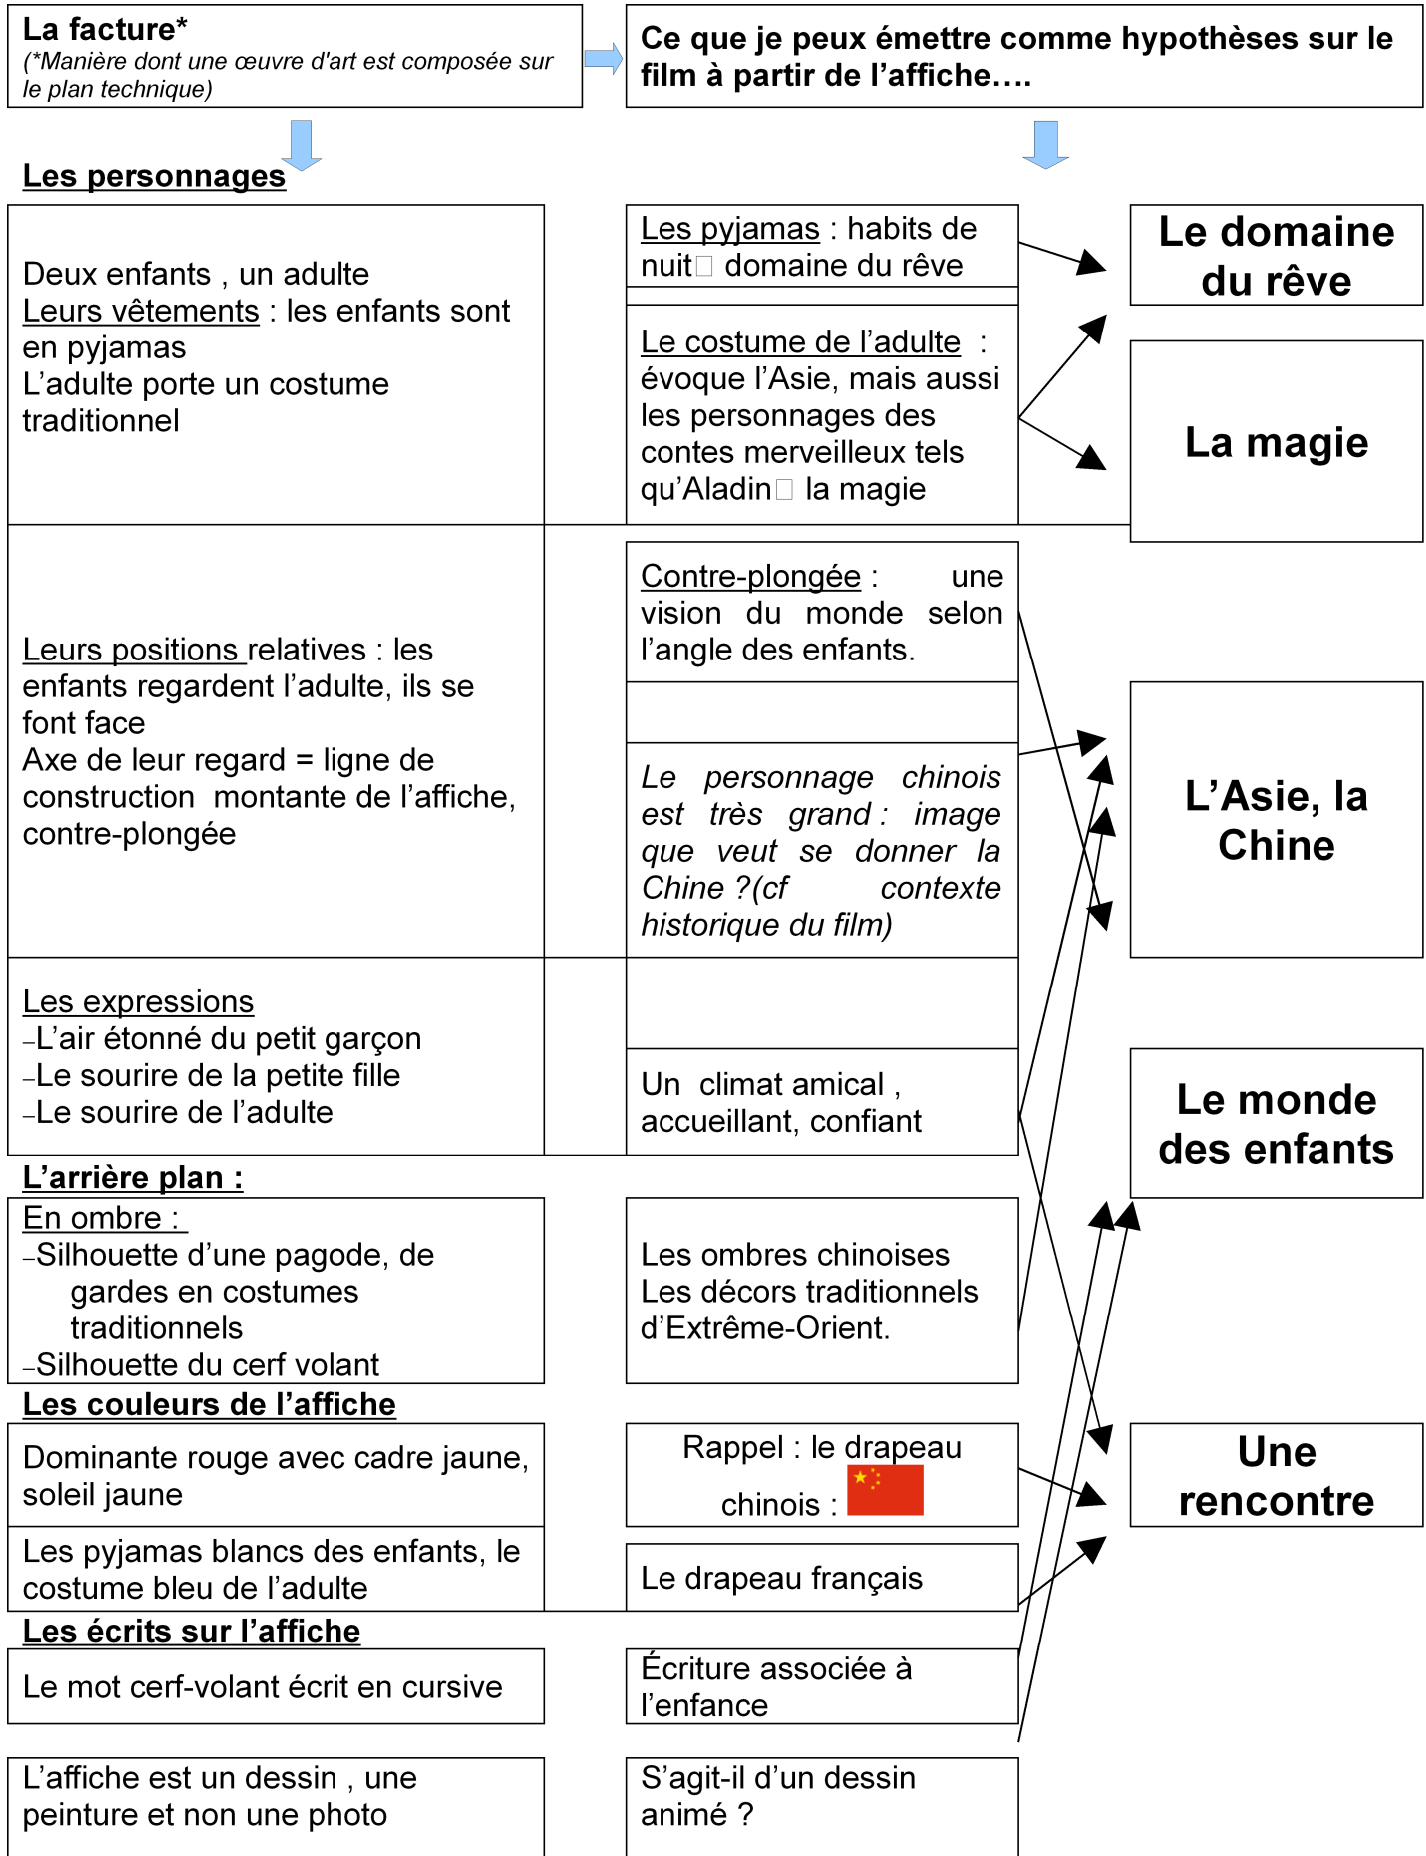 La facture*
(*Manière dont une œuvre d'art est composée sur
le plan technique)
Ce que je peux émettre comme hypothèses sur le
film à partir de l’affiche….
Les personnages
Deux enfants , un adulte
Leurs vêtements : les enfants sont
en pyjamas
L’adulte porte un costume
traditionnel
Les pyjamas : habits de
nuit domaine du rêve
Le costume de l’adulte :
évoque l’Asie, mais aussi
les personnages des
contes merveilleux tels
qu’Aladin la magie
Le domaine
du rêve
La magie
Leurs positions relatives : les
enfants regardent l’adulte, ils se
font face
Axe de leur regard = ligne de
construction montante de l’affiche,
contre-plongée
Contre-plongée : une
vision du monde selon
l’angle des enfants.
Le personnage chinois
est très grand : image
que veut se donner la
Chine ?(cf contexte
historique du film)
L’Asie, la
Chine
Les expressions
–L’air étonné du petit garçon
–Le sourire de la petite fille
–Le sourire de l’adulte
Un climat amical ,
accueillant, confiant
Le monde
des enfants
L’arrière plan :
En ombre :
–Silhouette d’une pagode, de
gardes en costumes
traditionnels
–Silhouette du cerf volant
Les ombres chinoises
Les décors traditionnels
d’Extrême-Orient.
Les couleurs de l’affiche
Dominante rouge avec cadre jaune,
soleil jaune
Rappel : le drapeau
chinois :
Une
rencontre
Les pyjamas blancs des enfants, le
costume bleu de l’adulte
Le drapeau français
Les écrits sur l’affiche
Le mot cerf-volant écrit en cursive
Écriture associée à
l’enfance
L’affiche est un dessin , une
peinture et non une photo
S’agit-il d’un dessin
animé ?